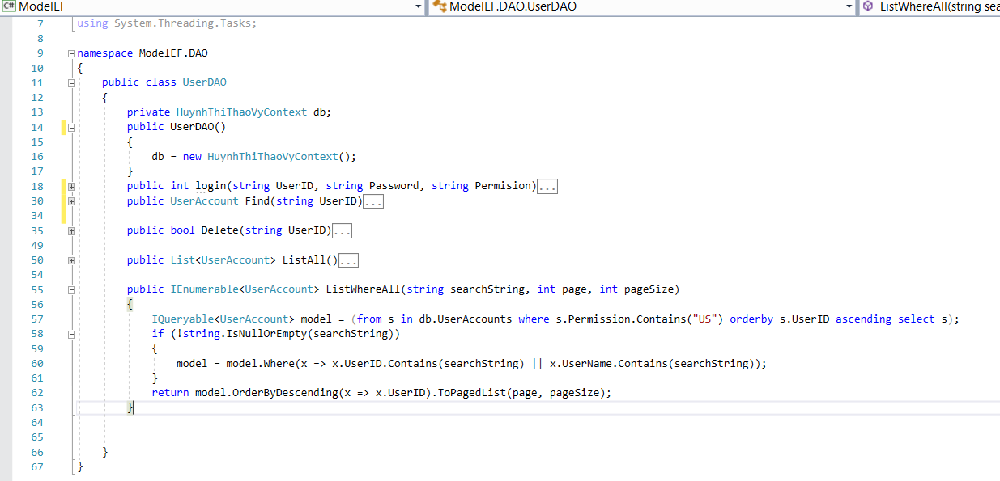 C# ModelEF ModelEF.DAO.UserDAO ListWhereAll(string sea
7 using System.Threading.Tasks;
8
9 namespace ModelEF.DAO
10 {
11 public class UserDAO
12 {
13 private HuynhThiThaoVyContext db;
14 public UserDAO()
15 {
16 db = new HuynhThiThaoVyContext();
17 }
18 public int login(string UserID, string Password, string Permision)...
30 public UserAccount Find(string UserID)...
34
35 public bool Delete(string UserID)...
49
50 public List<UserAccount> ListAll()...
54
55 public IEnumerable<UserAccount> ListWhereAll(string searchString, int page, int pageSize)
56 {
57 IQueryable<UserAccount> model = (from s in db.UserAccounts where s.Permission.Contains("US") orderby s.UserID ascending select s);
58 if (!string.IsNullOrEmpty(searchString))
59 {
60 model = model.Where(x => x.UserID.Contains(searchString) || x.UserName.Contains(searchString));
61 }
62 return model.OrderByDescending(x => x.UserID).ToPagedList(page, pageSize);
63 }
64
65
66 }
67 }